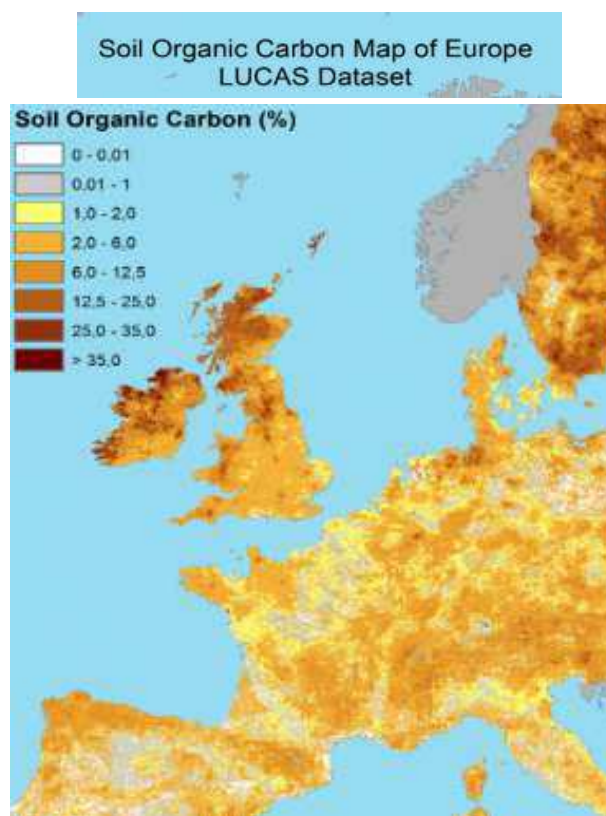 Soil Organic Carbon Map of Europe
LUCAS Dataset
Soil Organic Carbon (%)
0 - 0.01
0.01 - 1
1,0 - 2,0
2,0 - 6,0
6,0 - 12,5
12,5 - 25,0
25,0 - 35,0
> 35,0